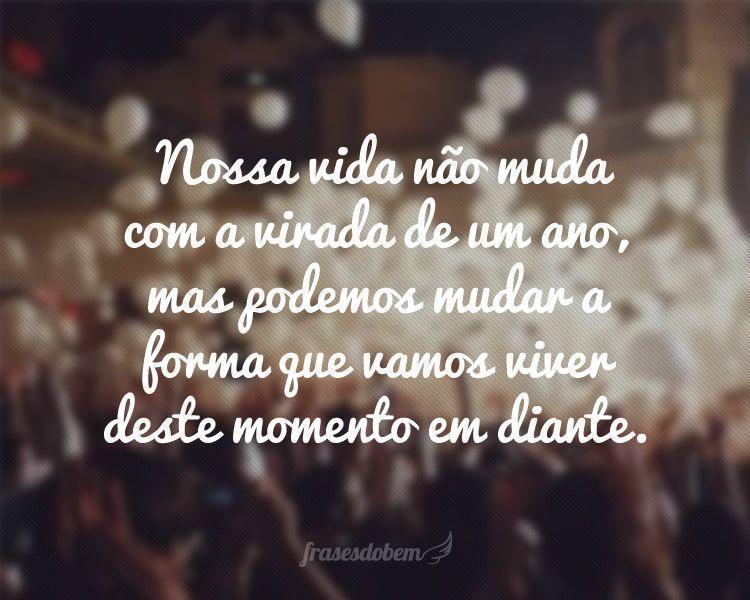 Nossa vida não muda
com a virada de um ano,
mas podemos mudar a
forma que vamos viver
deste momento em diante.
frasesdobem